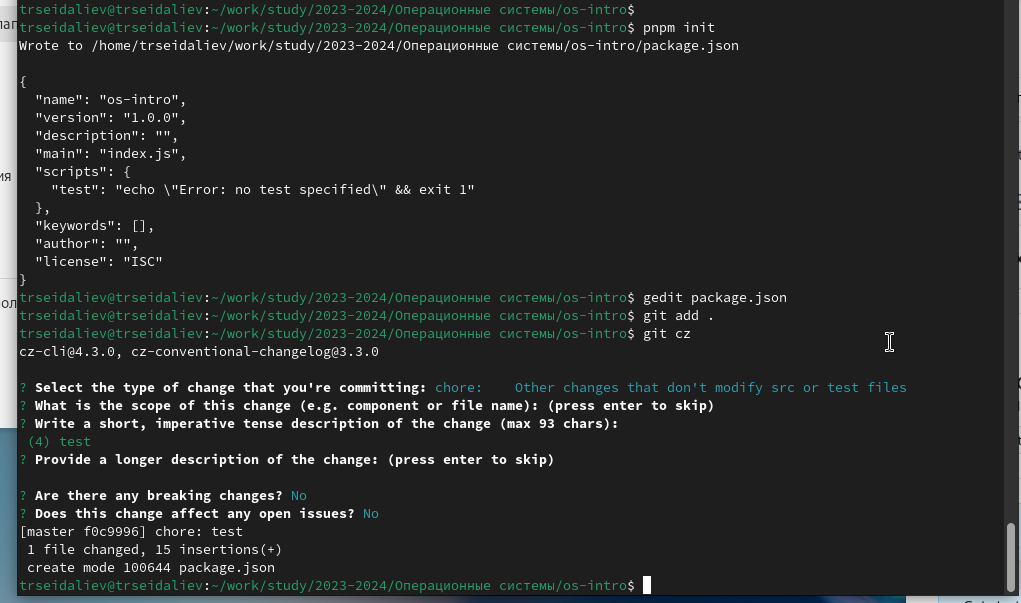 trseidaliev@trseidaliev:~/work/study/2023-2024/Операционные системы/os-intro$
trseidaliev@trseidaliev:~/work/study/2023-2024/Операционные системы/os-intro$ pnpm init
Wrote to /home/trseidaliev/work/study/2023-2024/Операционные системы/os-intro/package.json
{
  "name": "os-intro",
  "version": "1.0.0",
  "description": "",
  "main": "index.js",
  "scripts": {
    "test": "echo \"Error: no test specified\" && exit 1"
  },
  "keywords": [],
  "author": "",
  "license": "ISC"
}
trseidaliev@trseidaliev:~/work/study/2023-2024/Операционные системы/os-intro$ gedit package.json
trseidaliev@trseidaliev:~/work/study/2023-2024/Операционные системы/os-intro$ git add .
trseidaliev@trseidaliev:~/work/study/2023-2024/Операционные системы/os-intro$ git cz
cz-cli@4.3.0, cz-conventional-changelog@3.3.0
? Select the type of change that you're committing: chore:    Other changes that don't modify src or test files
? What is the scope of this change (e.g. component or file name): (press enter to skip)
? Write a short, imperative tense description of the change (max 93 chars):
 (4) test
? Provide a longer description of the change: (press enter to skip)
? Are there any breaking changes? No
? Does this change affect any open issues? No
[master f0c9996] chore: test
 1 file changed, 15 insertions(+)
 create mode 100644 package.json
trseidaliev@trseidaliev:~/work/study/2023-2024/Операционные системы/os-intro$